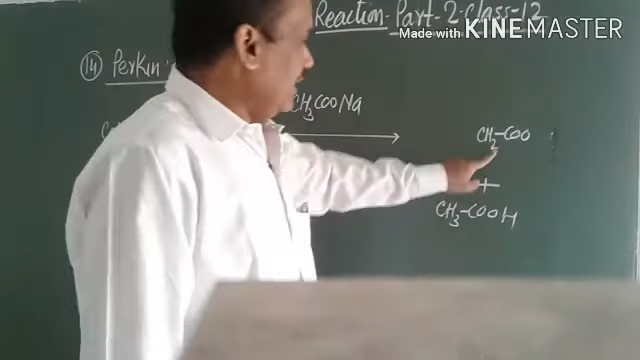 Reaction-Part-2-Class-12
Made with KINEMASTER
(14) Perkin's
CH3COONa
CH2-COO
+
CH3-COOH